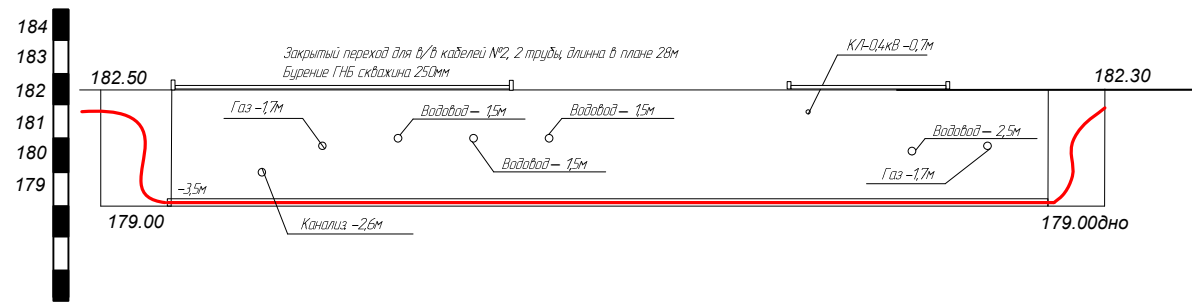 184
183
182
181
180
179
182.50
Закрытый переход для в/в кабелей №2, 2 трубы, длинна в плане 28м
Бурение ГНБ скважина 250мм
КЛ-0,4кВ -0,7м
182.30
Газ -1,7м
Водовод – 1,5м
Водовод – 1,5м
Водовод – 2,5м
Водовод – 1,5м
Газ -1,7м
-3,5м
179.00
Канализ. -2,6м
179.00дно